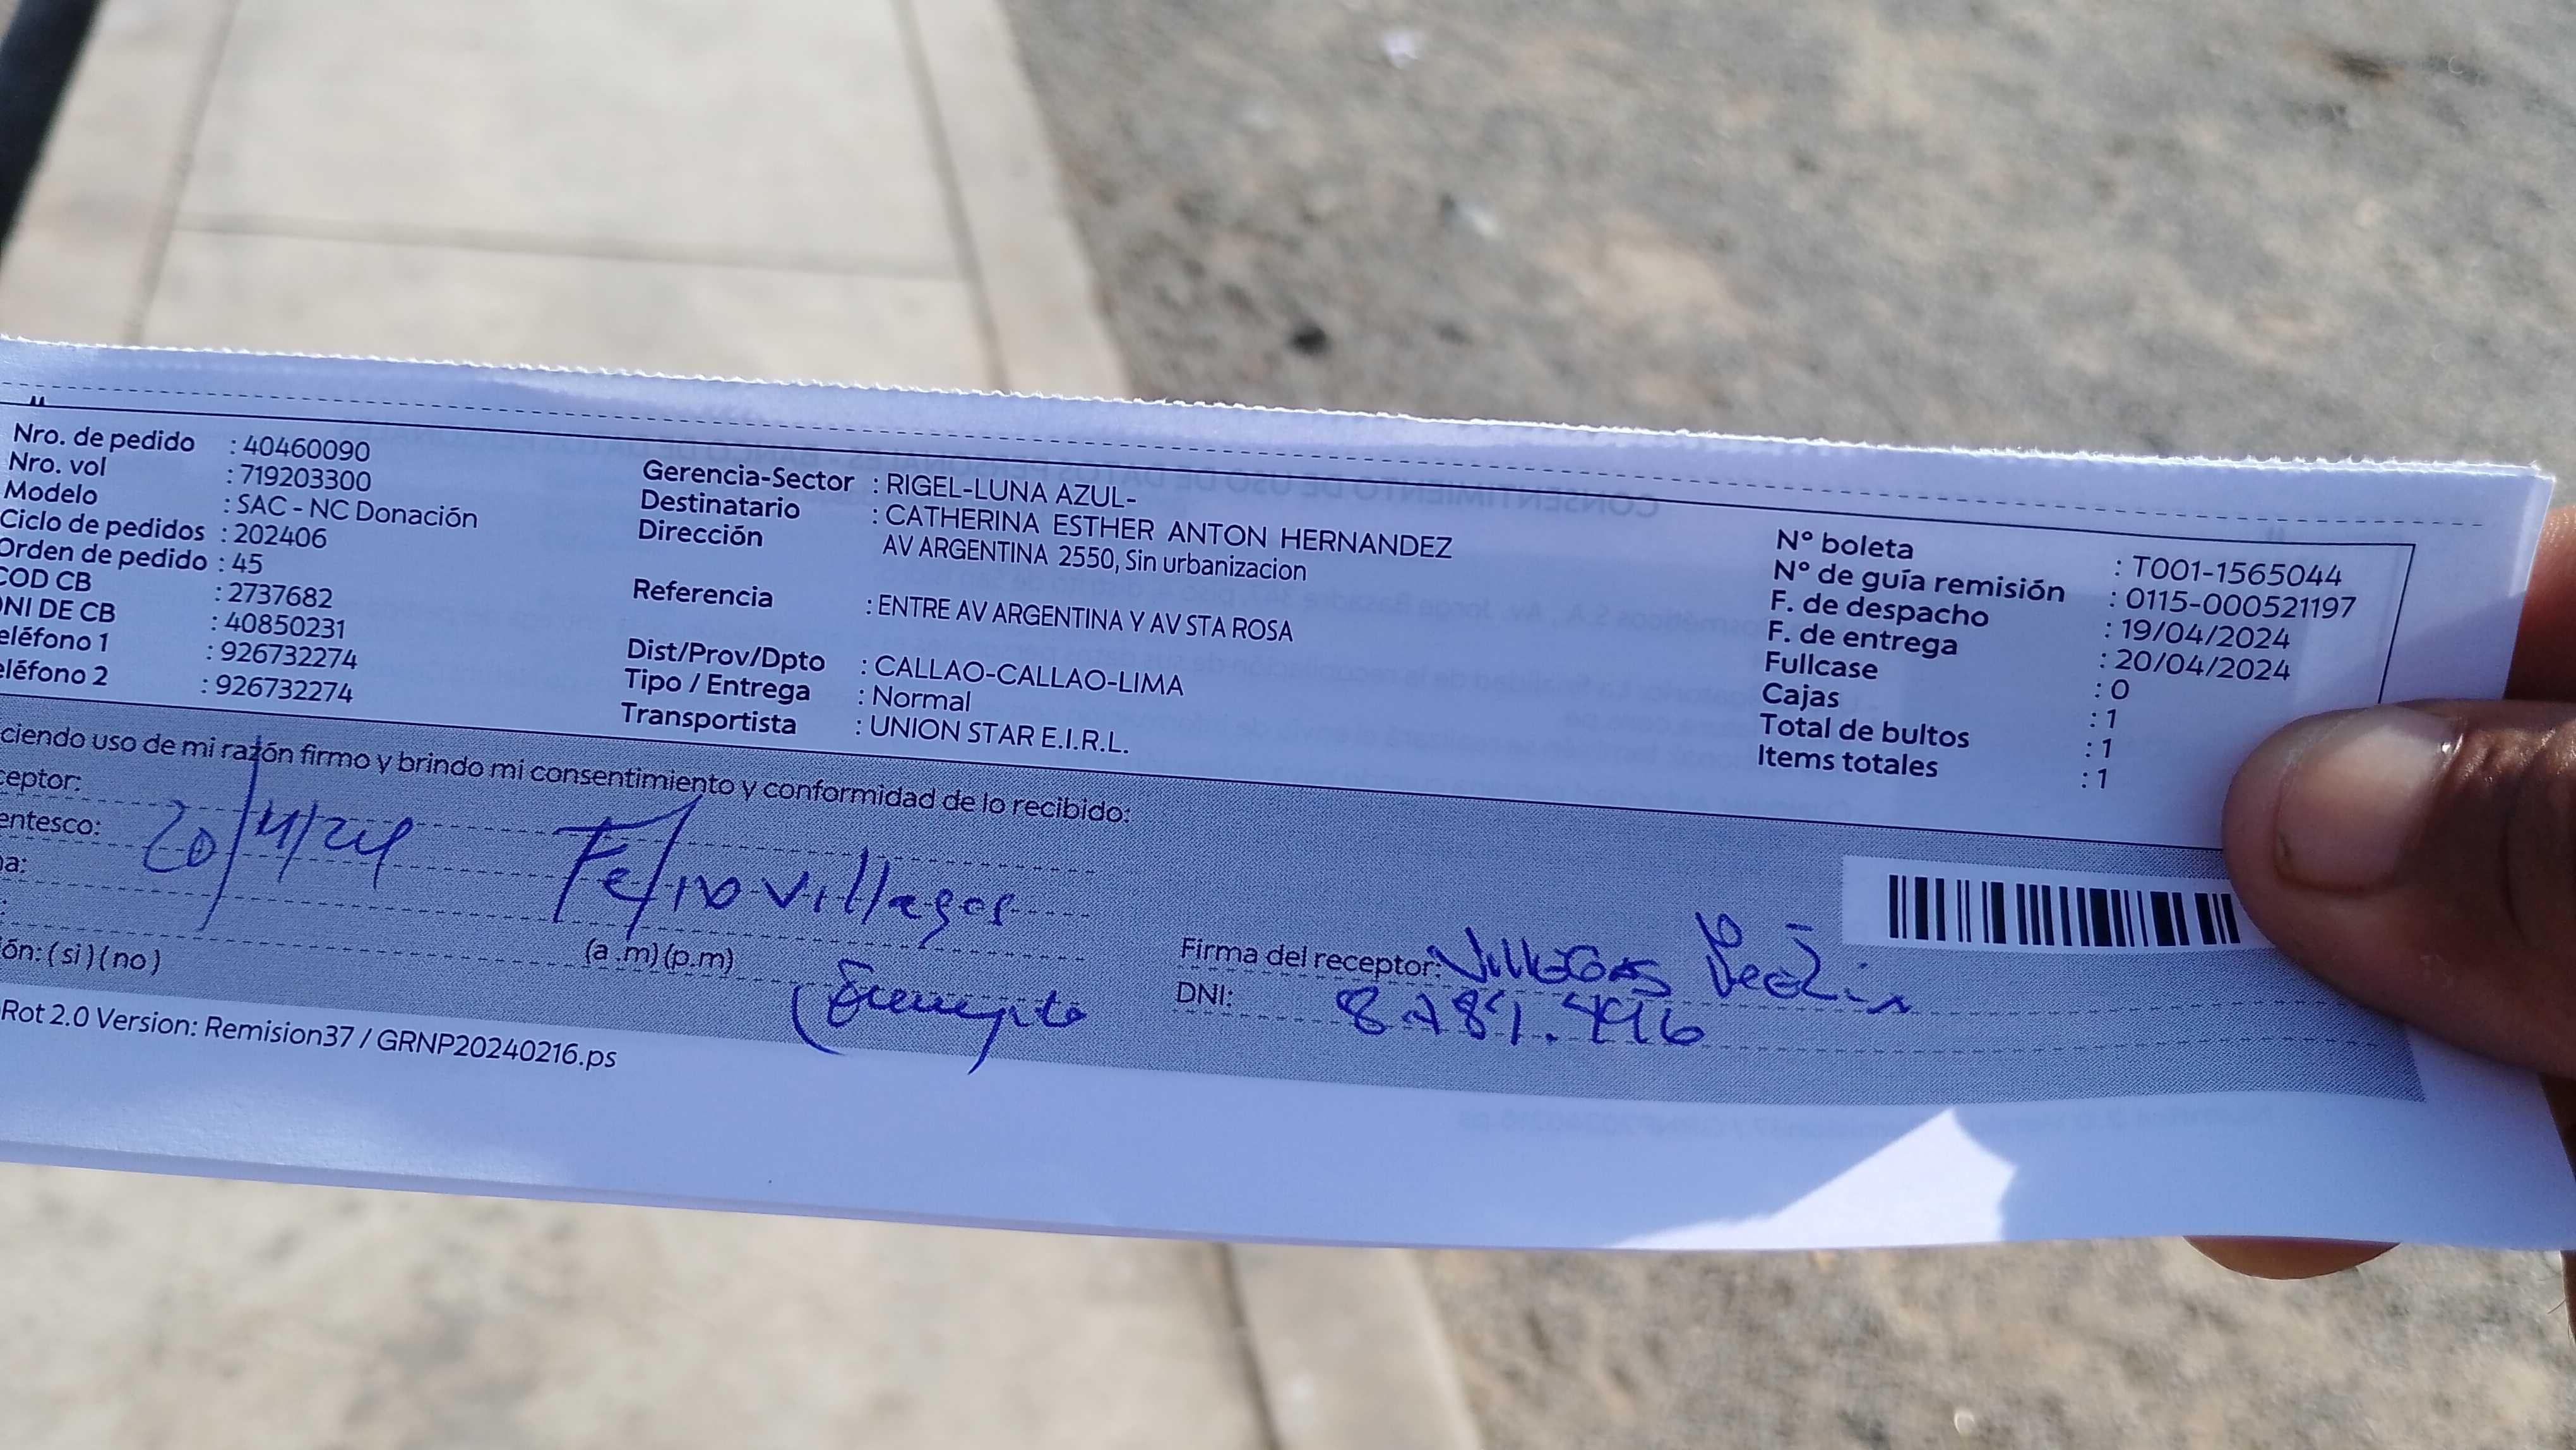 Nro. de pedido : 40460090
Nro. vol : 719203300
Modelo : SAC - NC Donación
Ciclo de pedidos : 202406
Orden de pedido : 45
COD CB : 2737682
NI DE CB : 40850231
eléfono 1 : 926732274
eléfono 2 : 926732274
Gerencia-Sector : RIGEL-LUNA AZUL-
Destinatario : CATHERINA ESTHER ANTON HERNANDEZ
Dirección AV ARGENTINA 2550, Sin urbanizacion
Referencia : ENTRE AV ARGENTINA Y AV STA ROSA
Dist/Prov/Dpto : CALLAO-CALLAO-LIMA
Tipo / Entrega : Normal
Transportista : UNION STAR E.I.R.L.
N° boleta : T001-1565044
N° de guía remisión : 0115-000521197
F. de despacho : 19/04/2024
F. de entrega : 20/04/2024
Fullcase : 0
Cajas : 1
Total de bultos : 1
Items totales : 1
ciendo uso de mi razón firmo y brindo mi consentimiento y conformidad de lo recibido:
ceptor:
entesco: 20/4/24
a:
:
ón: ( si ) ( no ) (a .m) (p.m)
Firma del receptor: Villegas
DNI:
Rot 2.0 Version: Remision37 / GRNP20240216.ps